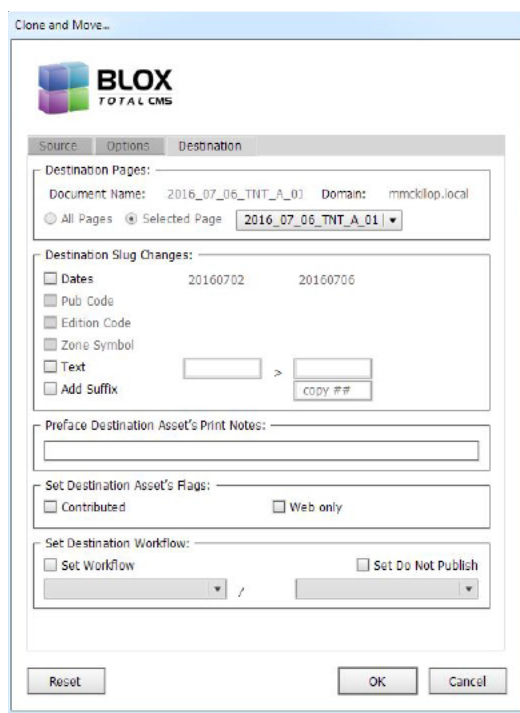 Clone and Move...
BLOX
TOTAL CMS
Source Options Destination
Destination Pages:
Document Name: 2016_07_06_TNT_A_01 Domain: mmckilop.local
All Pages Selected Page 2016_07_06_TNT_A_01
Destination Slug Changes:
Dates 20160702 20160706
Pub Code
Edition Code
Zone Symbol
Text >
Add Suffix copy ##
Preface Destination Asset's Print Notes:
Set Destination Asset's Flags:
Contributed Web only
Set Destination Workflow:
Set Workflow Set Do Not Publish
/
Reset OK Cancel